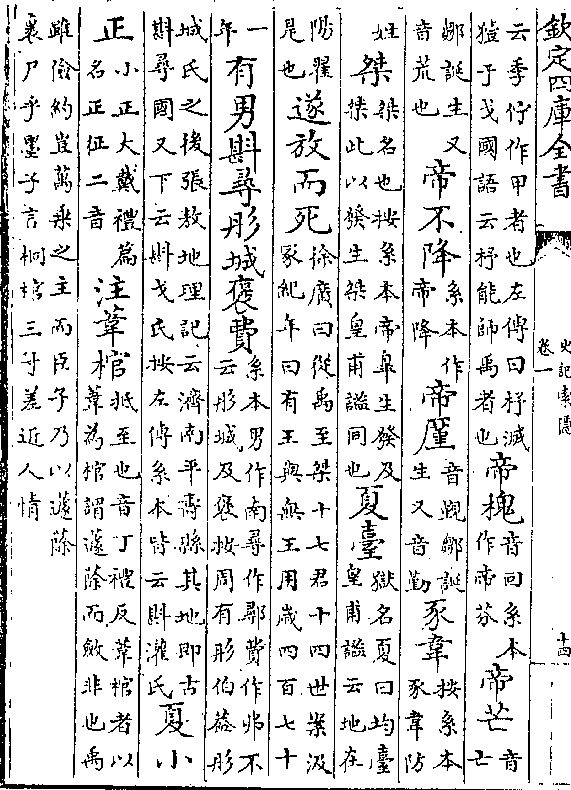 欽定四庫全書
史記索隱
卷一
十四
云季佇作甲者也左傳曰杼滅
豷于戈國語云杼能師禹者也帝槐音回系本
作帝芬帝芒音
亡
鄒誕生又
音荒也帝不降系本作
帝降帝厪音覲鄒誕
生又音勤豕韋按系本
豕韋防
姓桀桀名也按系本帝臯生發及
桀此以發生桀皇甫謐同也夏臺獄名夏曰均臺
皇甫謐云地在
陽翟
是也遂放而死徐廣曰從禹至桀十七君十四世案汲
冢紀年曰有王與無王用歲四百七十
一
年有男斟尋彤城褒費系本男作南尋作鄩費作弗不
云彤城及褒按周有彤伯蓋彤
城氏之後張敖地理記云濟南平壽縣其地即古
斟尋國又下云斟戈氏按左傳系本皆云斟灌氏夏小
正小正大戴禮篇
名正征二音注葦棺抵至也音丁禮反葦棺者以
葦為棺謂蘧除而斂非也禹
雖儉約豈萬乘之主而臣子乃以蘧除
裹尸乎墨子言桐棺三寸差近人情